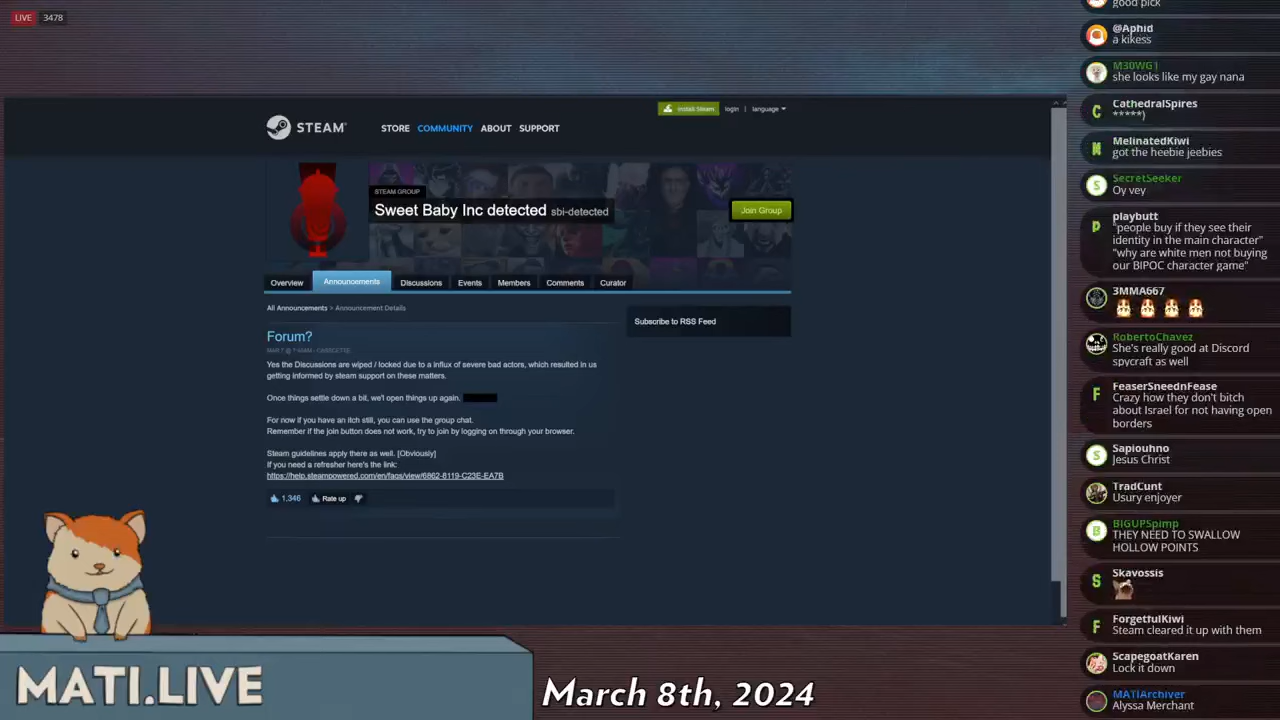 LIVE 3478
STEAM®
STORE COMMUNITY ABOUT SUPPORT
Install Steam login | language
STEAM GROUP
Sweet Baby Inc detected sbi-detected
Join Group
Overview Announcements Discussions Events Members Comments Curator
All Announcements > Announcement Details
Subscribe to RSS Feed
Forum?
Yes the Discussions are wiped / locked due to a influx of severe bad actors, which resulted in us
getting informed by steam support on these matters.
Once things settle down a bit, we'll open things up again.
For now if you have an itch still, you can use the group chat.
Remember if the join button does not work, try to join by logging on through your browser.
Steam guidelines apply there as well. [Obviously]
If you need a refresher here's the link:
https://help.steampowered.com/en/faqs/view/6862-8119-C23E-EA7B
1,346 Rate up
MATI.LIVE
March 8th, 2024
good pick
@Aphid
a kikess
M30WG1
she looks like my gay nana
C
CathedralSpires
*****)
M
MelinatedKiwi
got the heebie jeebies
S
SecretSeeker
Oy vey
P
playbutt
"people buy if they see their
identity in the main character"
"why are white men not buying
our BIPOC character game"
3MMA667
RobertoChavez
She's really good at Discord
spycraft as well
F
FeaserSneednFease
Crazy how they don't bitch
about Israel for not having open
borders
S
Sapiouhno
Jesus Christ
TradCunt
Usury enjoyer
B
BIGUPSpimp
THEY NEED TO SWALLOW
HOLLOW POINTS
S
Skavossis
F
ForgetfulKiwi
Steam cleared it up with them
ScapegoatKaren
Lock it down
MATIArchiver
Alyssa Merchant